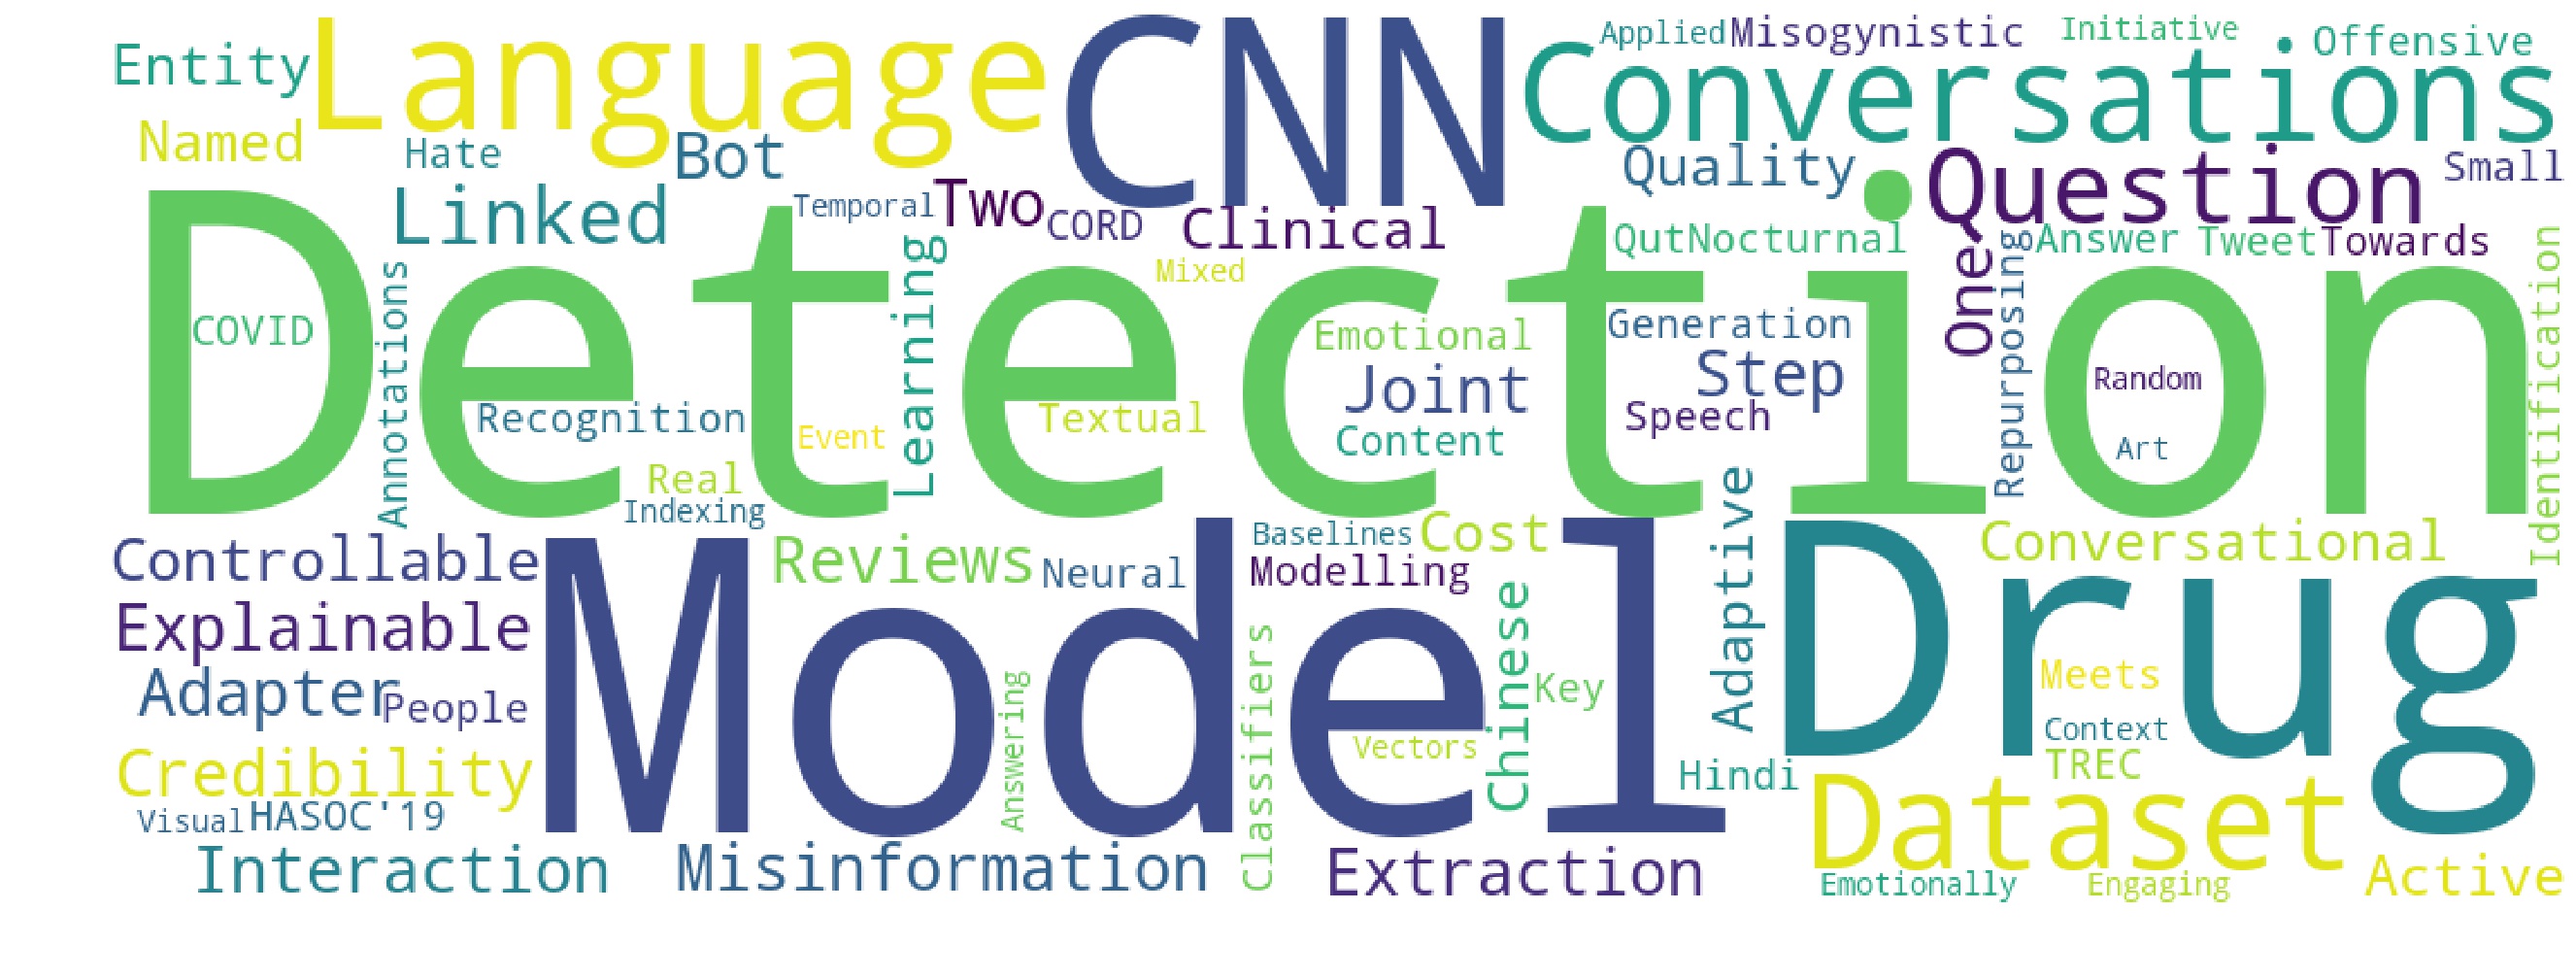 Entity
Language
CNN
Conversations
Applied
Misogynistic
Initiative
Offensive
Named
Hate
Bot
Quality
Question
Small
Linked
Temporal
Two
CORD
Clinical
QutNocturnal
One
Repurposing
Answer
Tweet
Towards
Identification
Detection
COVID
Annotations
Learning
Mixed
Emotional
Generation
Joint
Step
Random
Recognition
Event
Textual
Content
Speech
Art
Real
Indexing
Controllable
Model
Reviews
Neural
Baselines
Modelling
Cost
Adaptive
Drug
Conversational
Explainable
Adapter
People
Answering
Classifiers
Chinese
Key
Meets
Context
Credibility
Vectors
Hindi
TREC
Visual
HASOC'19
Dataset
Interaction
Misinformation
Extraction
Emotionally
Engaging
Active